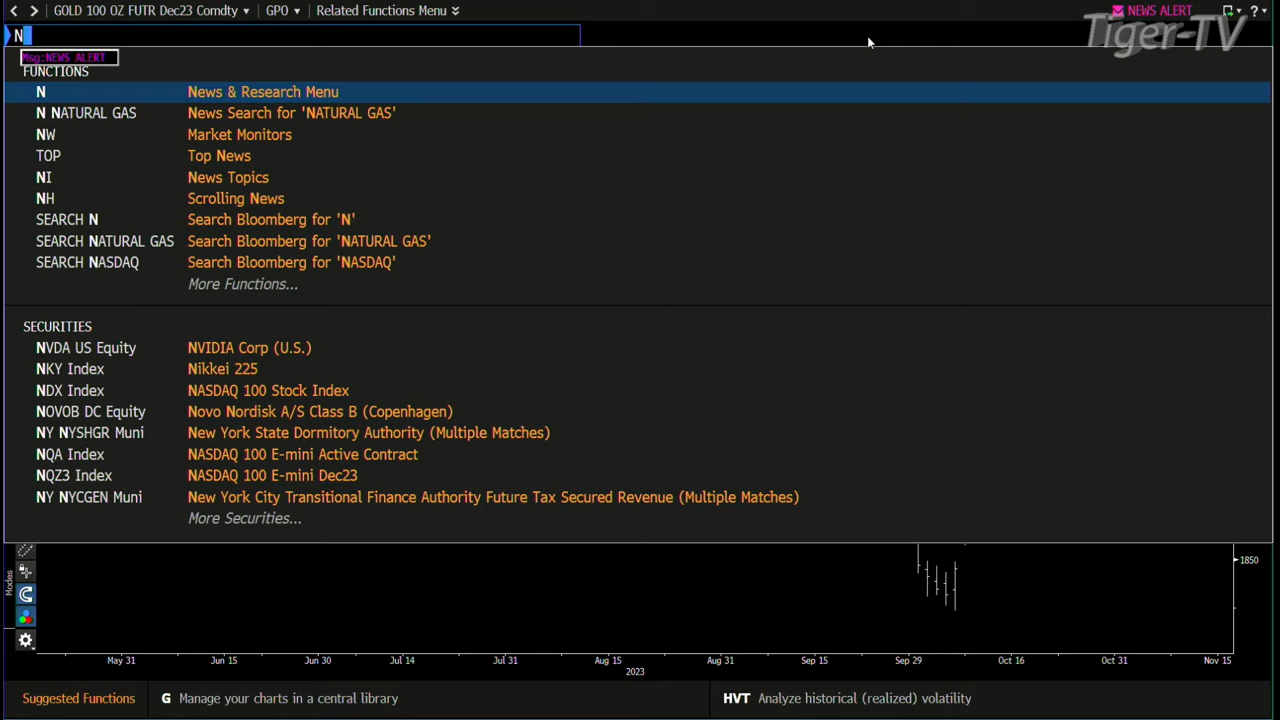 GOLD 100 OZ FUTR Dec23 Comdty GPO Related Functions Menu NEWS ALERT ?
N
Tiger-TV
Msg:NEWS ALERT
FUNCTIONS
N News & Research Menu
N NATURAL GAS News Search for 'NATURAL GAS'
NW Market Monitors
TOP Top News
NI News Topics
NH Scrolling News
SEARCH N Search Bloomberg for 'N'
SEARCH NATURAL GAS Search Bloomberg for 'NATURAL GAS'
SEARCH NASDAQ Search Bloomberg for 'NASDAQ'
More Functions...
SECURITIES
NVDA US Equity NVIDIA Corp (U.S.)
NKY Index Nikkei 225
NDX Index NASDAQ 100 Stock Index
NOVOB DC Equity Novo Nordisk A/S Class B (Copenhagen)
NY NYSHGR Muni New York State Dormitory Authority (Multiple Matches)
NQA Index NASDAQ 100 E-mini Active Contract
NQZ3 Index NASDAQ 100 E-mini Dec23
NY NYCGEN Muni New York City Transitional Finance Authority Future Tax Secured Revenue (Multiple Matches)
More Securities...
Modes
1850
May 31 Jun 15 Jun 30 Jul 14 Jul 31 Aug 15 Aug 31 Sep 15 Sep 29 Oct 16 Oct 31 Nov 15
2023
Suggested Functions G Manage your charts in a central library HVT Analyze historical (realized) volatility